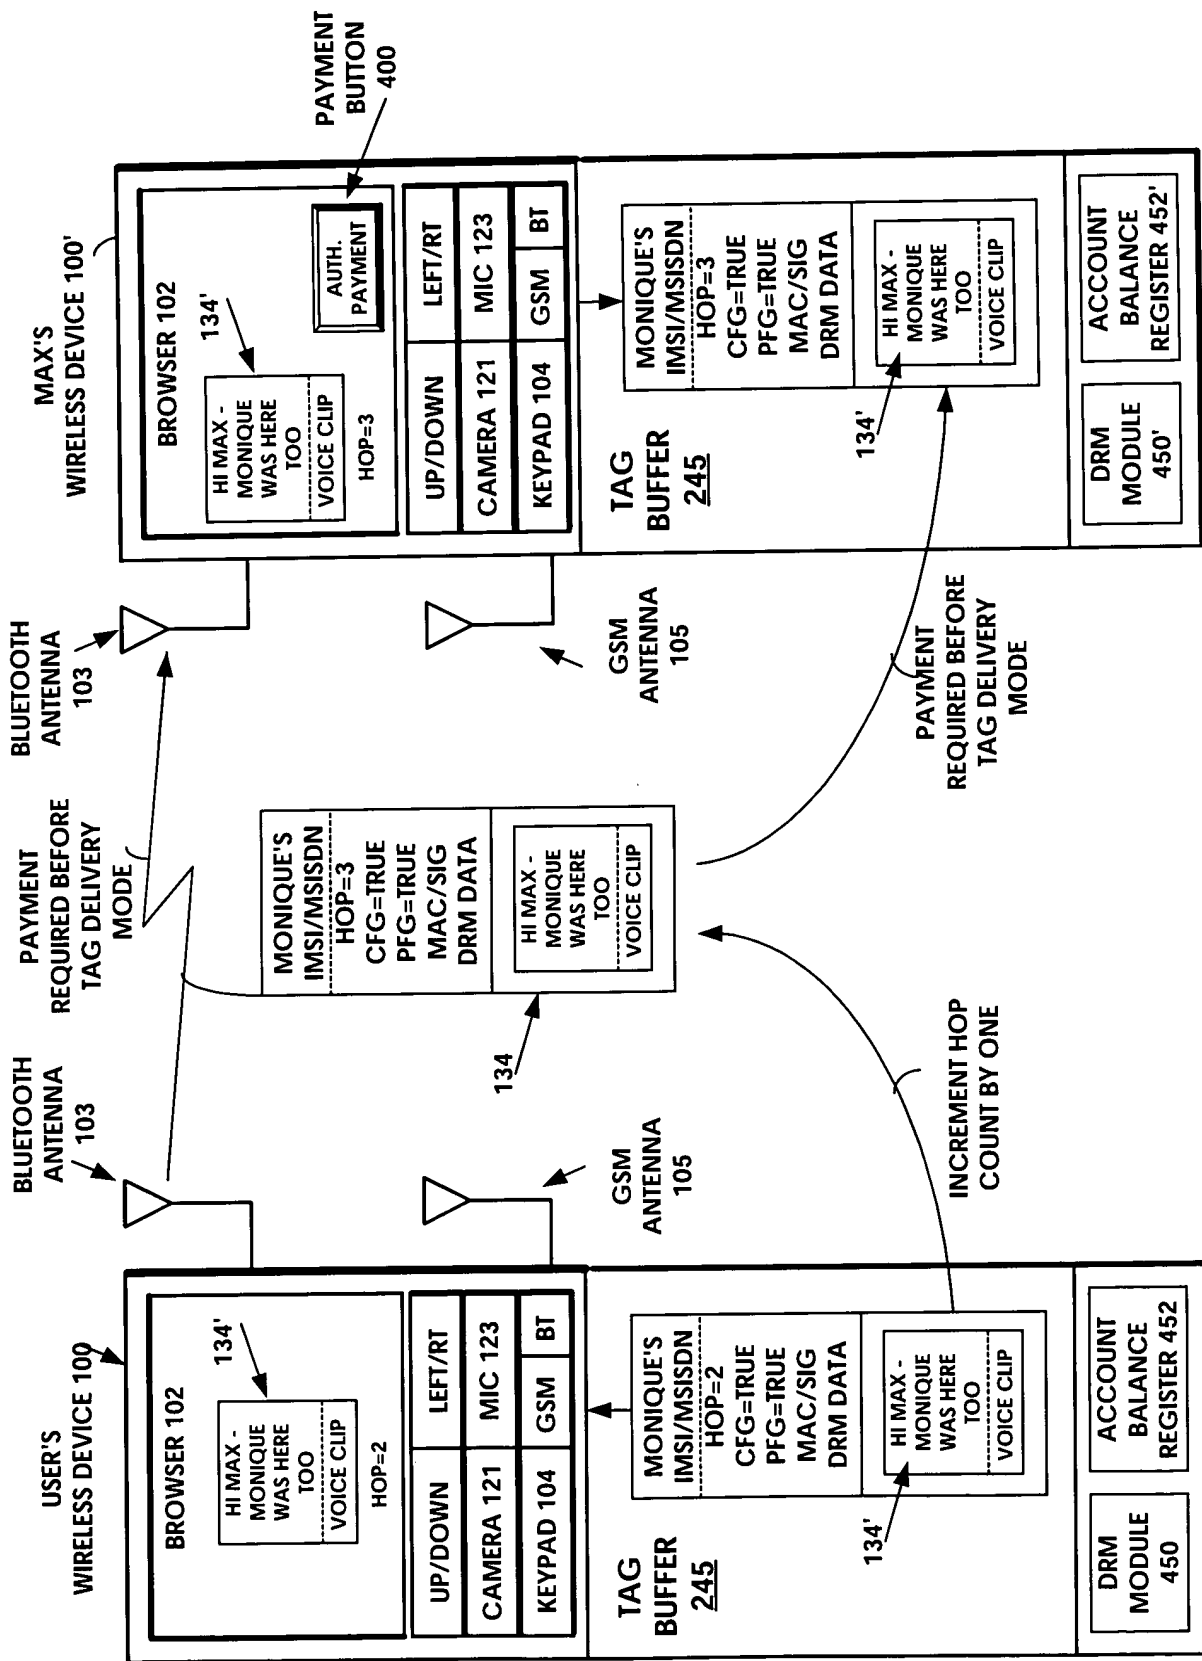 USER'S
WIRELESS DEVICE 100
BROWSER 102
134'
HI MAX -
MONIQUE
WAS HERE
TOO
VOICE CLIP
HOP=2
UP/DOWN
LEFT/RT
CAMERA 121
MIC 123
KEYPAD 104
GSM
BT
TAG
BUFFER
245
MONIQUE'S
IMSI/MSISDN
HOP=2
CFG=TRUE
PFG=TRUE
MAC/SIG
DRM DATA
134'
HI MAX -
MONIQUE
WAS HERE
TOO
VOICE CLIP
DRM
MODULE
450
ACCOUNT
BALANCE
REGISTER 452
BLUETOOTH
ANTENNA
103
GSM
ANTENNA
105
INCREMENT HOP
COUNT BY ONE
PAYMENT
REQUIRED BEFORE
TAG DELIVERY
MODE
MONIQUE'S
IMSI/MSISDN
HOP=3
CFG=TRUE
PFG=TRUE
MAC/SIG
DRM DATA
HI MAX -
MONIQUE
WAS HERE
TOO
VOICE CLIP
134
BLUETOOTH
ANTENNA
103
GSM
ANTENNA
105
PAYMENT
REQUIRED BEFORE
TAG DELIVERY
MODE
MAX'S
WIRELESS DEVICE 100'
BROWSER 102
134'
HI MAX -
MONIQUE
WAS HERE
TOO
VOICE CLIP
HOP=3
AUTH.
PAYMENT
PAYMENT
BUTTON
400
UP/DOWN
LEFT/RT
CAMERA 121
MIC 123
KEYPAD 104
GSM
BT
TAG
BUFFER
245
MONIQUE'S
IMSI/MSISDN
HOP=3
CFG=TRUE
PFG=TRUE
MAC/SIG
DRM DATA
134'
HI MAX -
MONIQUE
WAS HERE
TOO
VOICE CLIP
DRM
MODULE
450'
ACCOUNT
BALANCE
REGISTER 452'